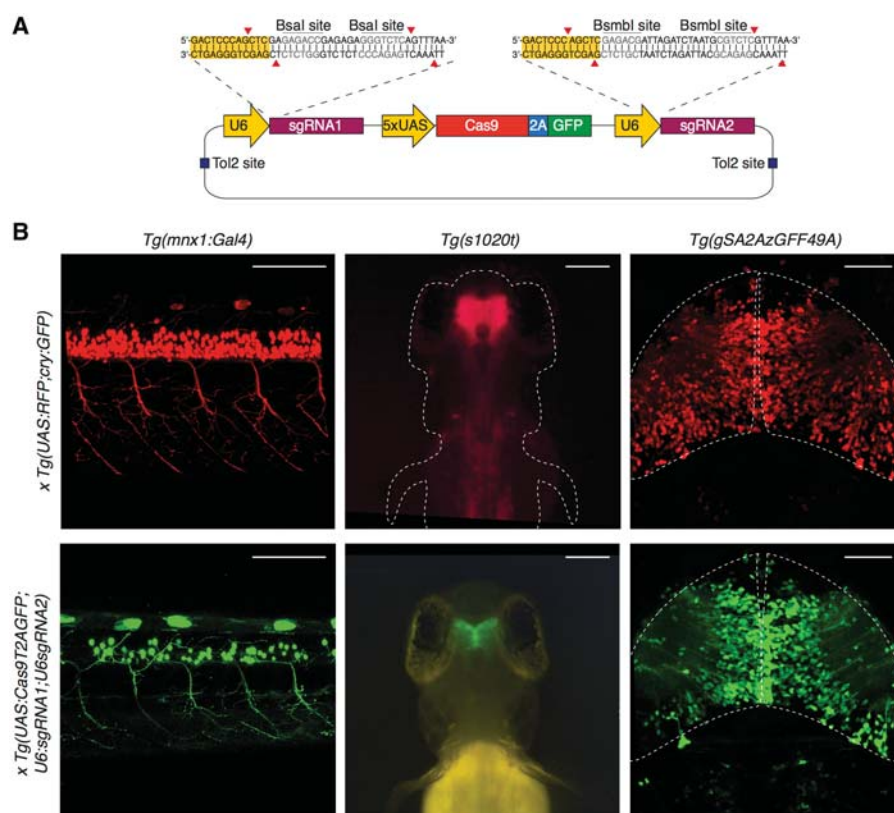 A
BsaI site BsaI site
5'-GACTCCCAGCTCGAGAGACCGAGAGAGGGTCTCAGTTTAA-3'
3'-CTGAGGGTCGAGCTCTCTGGGTCTCTCCCAGAGTCAAATT
BsmbI site BsmbI site
5'-GACTCCCAGCTCGAGACGATTAGATCTAATGCGTCTCGTTTAA-3'
3'-CTGAGGGTCGAGCTCTGCTAATCTAGATTACGCAGAGCAAATT
U6 sgRNA1 5xUAS Cas9 2A GFP U6 sgRNA2
Tol2 site Tol2 site
B
Tg(mnx1:Gal4) Tg(s1020t) Tg(gSA2AzGFF49A)
x Tg(UAS:RFP;cry:GFP)
x Tg(UAS:Cas9T2AGFP;
U6:sgRNA1;U6sgRNA2)